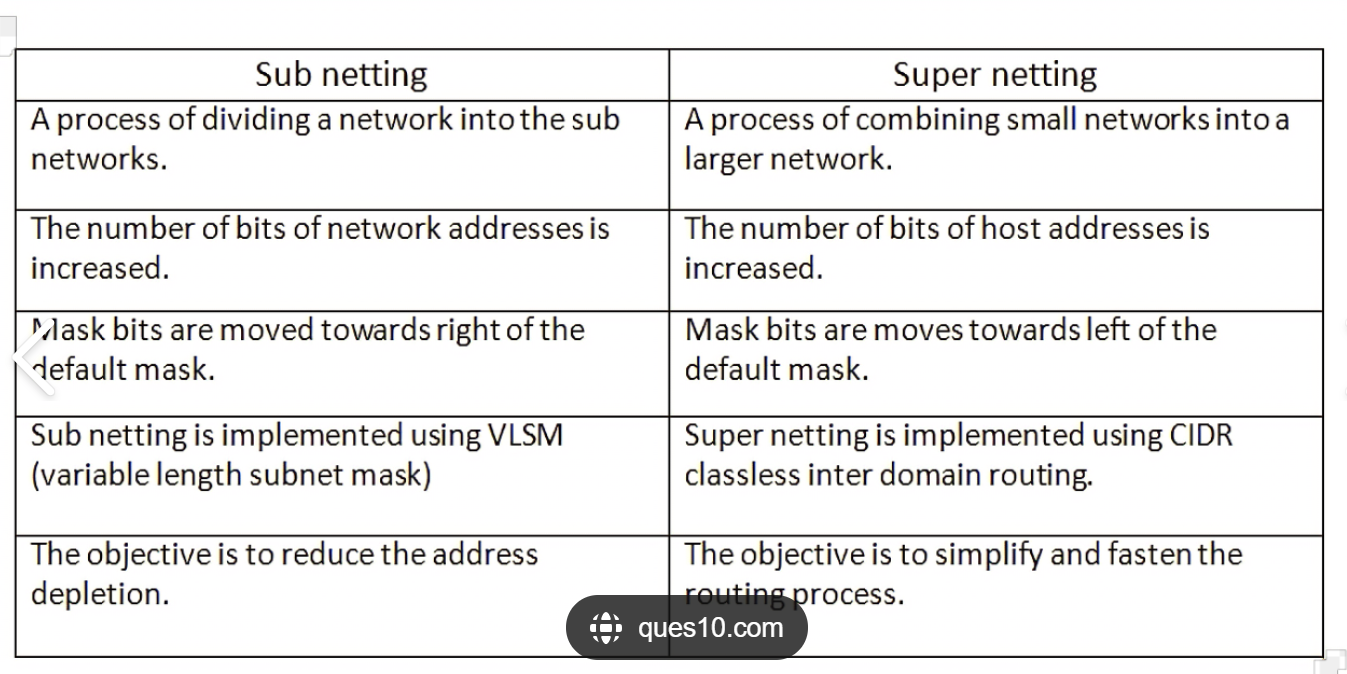 Sub netting
Super netting
A process of dividing a network into the sub
networks.
A process of combining small networks into a
larger network.
The number of bits of network addresses is
increased.
The number of bits of host addresses is
increased.
Mask bits are moved towards right of the
default mask.
Mask bits are moves towards left of the
default mask.
Sub netting is implemented using VLSM
(variable length subnet mask)
Super netting is implemented using CIDR
classless inter domain routing.
The objective is to reduce the address
depletion.
The objective is to simplify and fasten the
routing process.
ques10.com